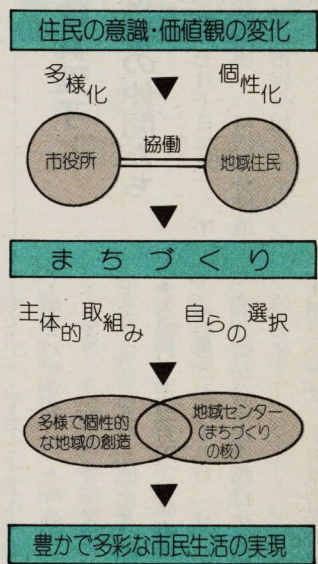 住民の意識・価値観の変化
多様化
個性化
市役所
協働
地域住民
まちづくり
主体的取組み
自らの選択
多様で個性的
な地域の創造
地域センター
(まちづくり
の核)
豊かで多彩な市民生活の実現